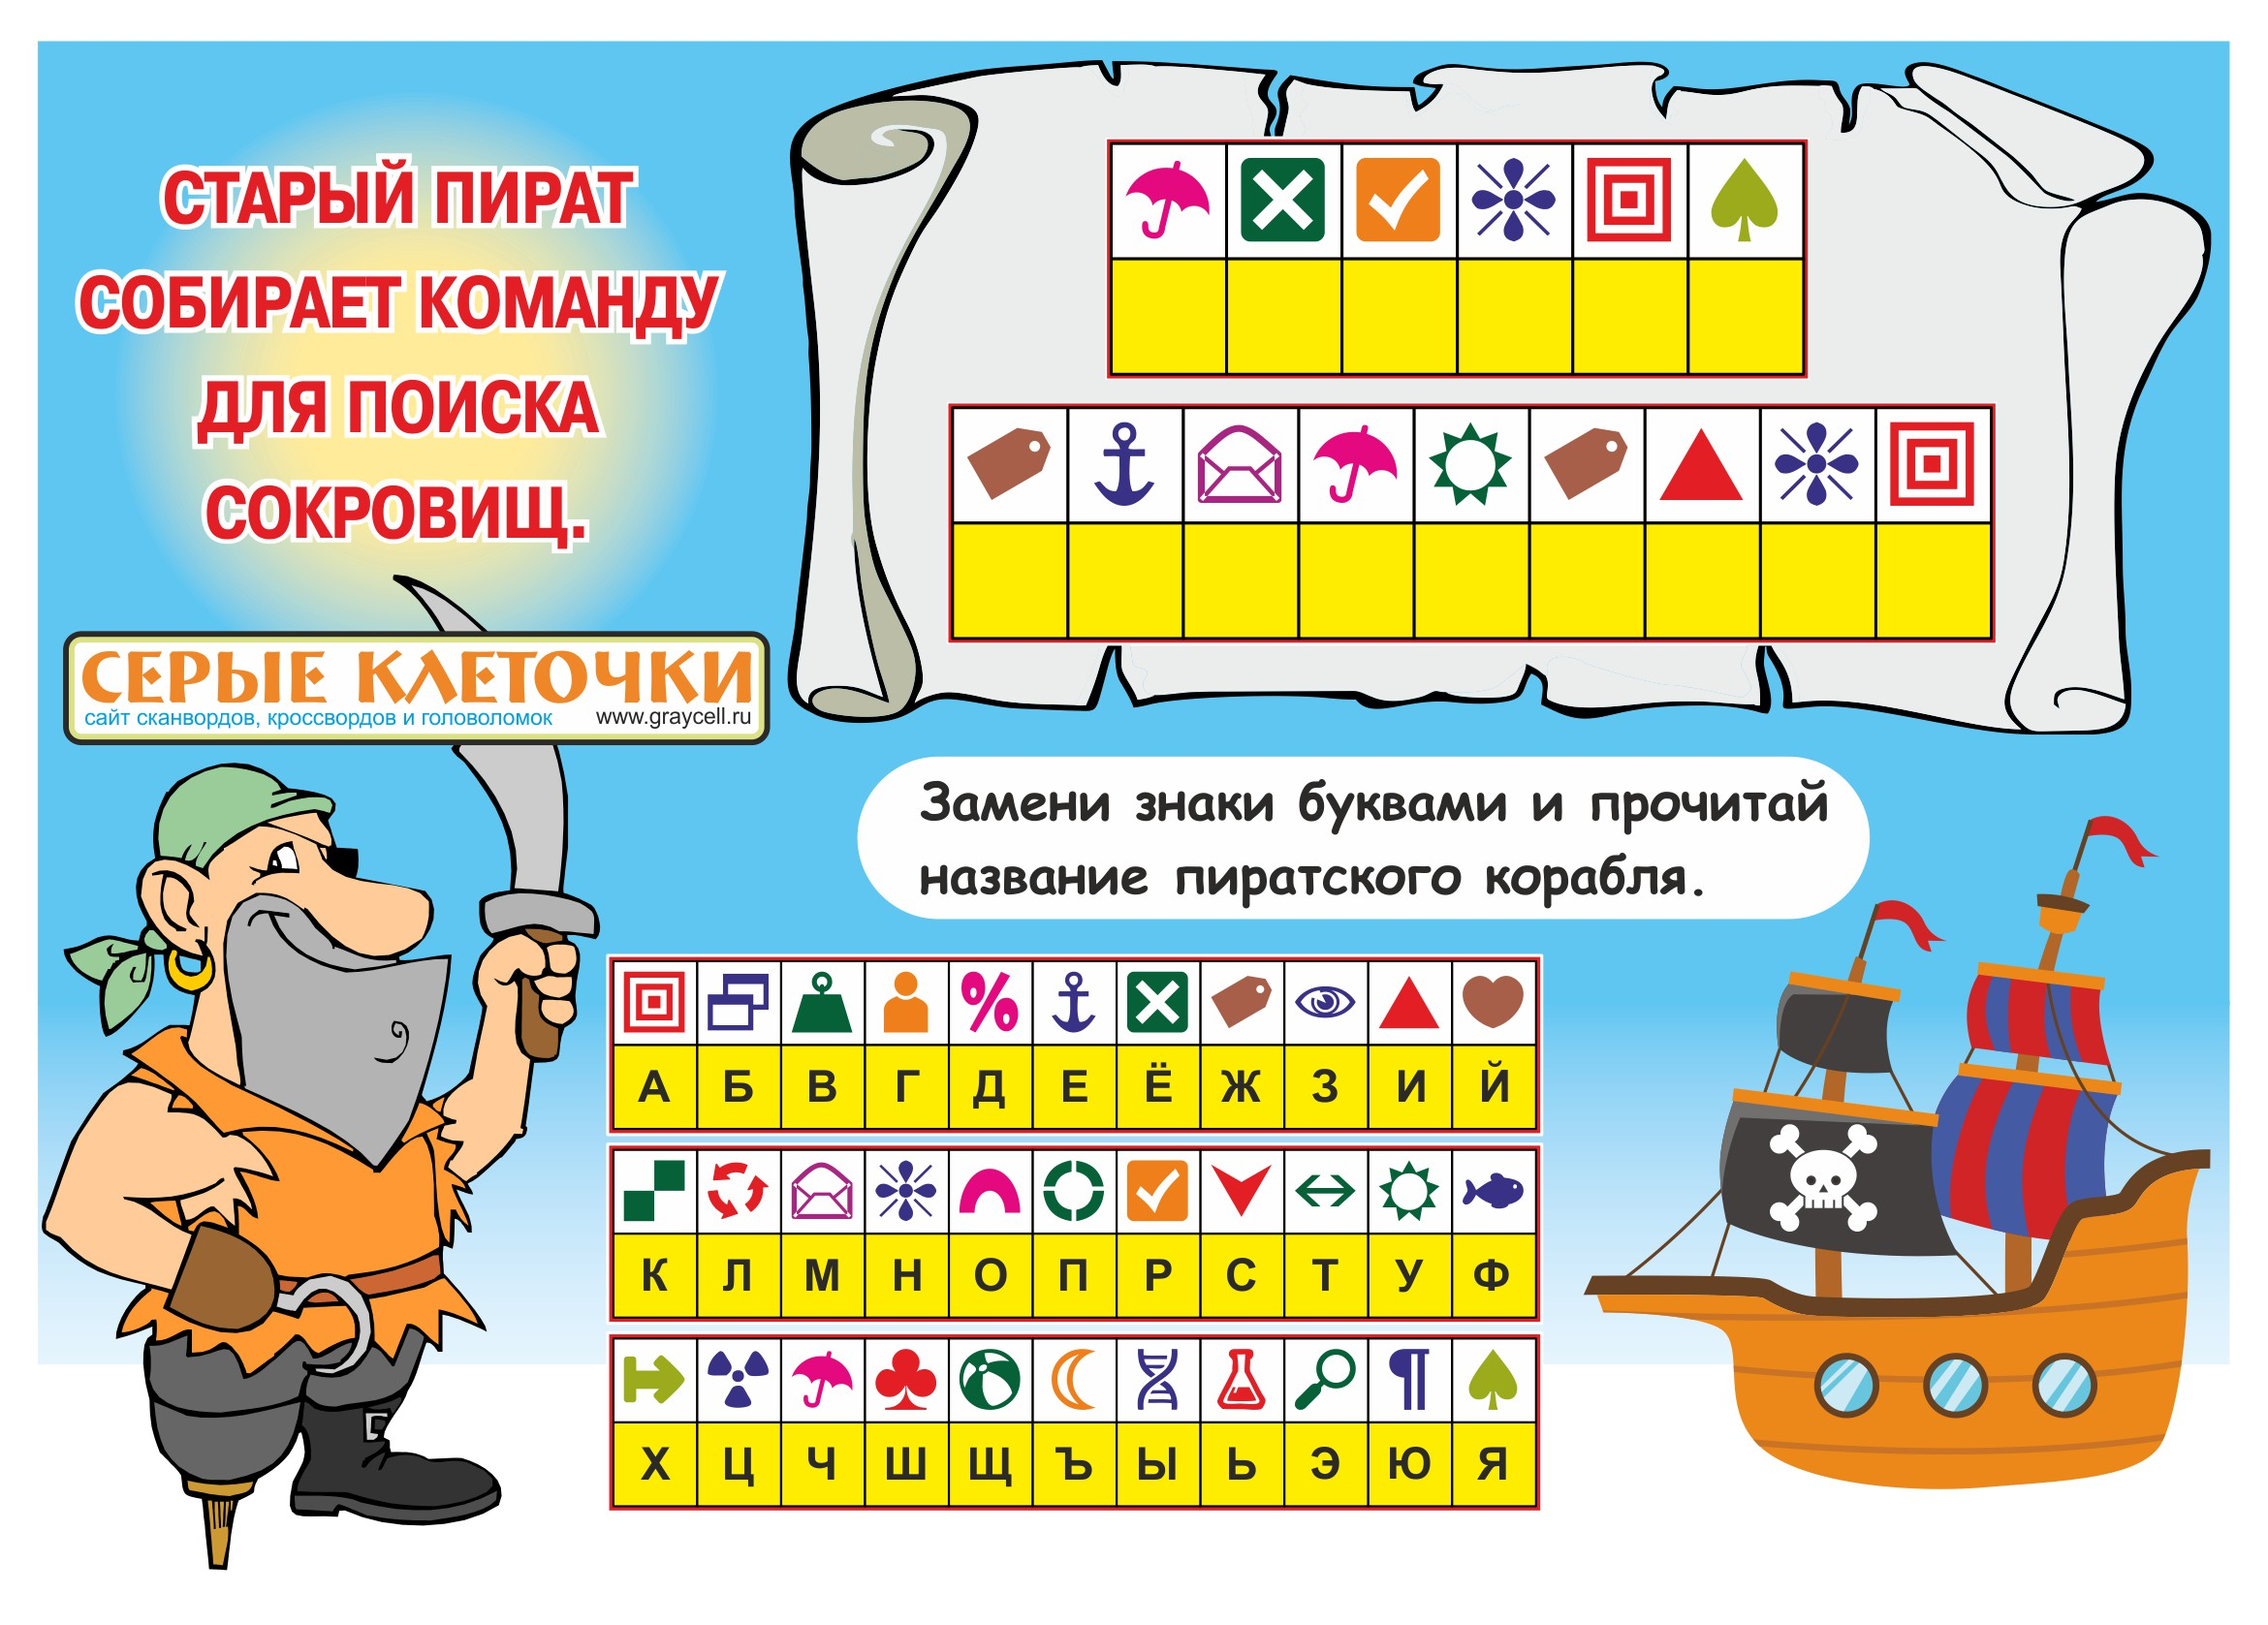 СТАРЫЙ ПИРАТ
СОБИРАЕТ КОМАНДУ
ДЛЯ ПОИСКА
СОКРОВИЩ.
СЕРЫЕ КЛЕТОЧКИ
сайт сканвордов, кроссвордов и головоломок www.graycell.ru
Замени знаки буквами и прочитай
название пиратского корабля.
А Б В Г Д Е Ё Ж З И Й
К Л М Н О П Р С Т У Ф
Х Ц Ч Ш Щ Ъ Ы Ь Э Ю Я